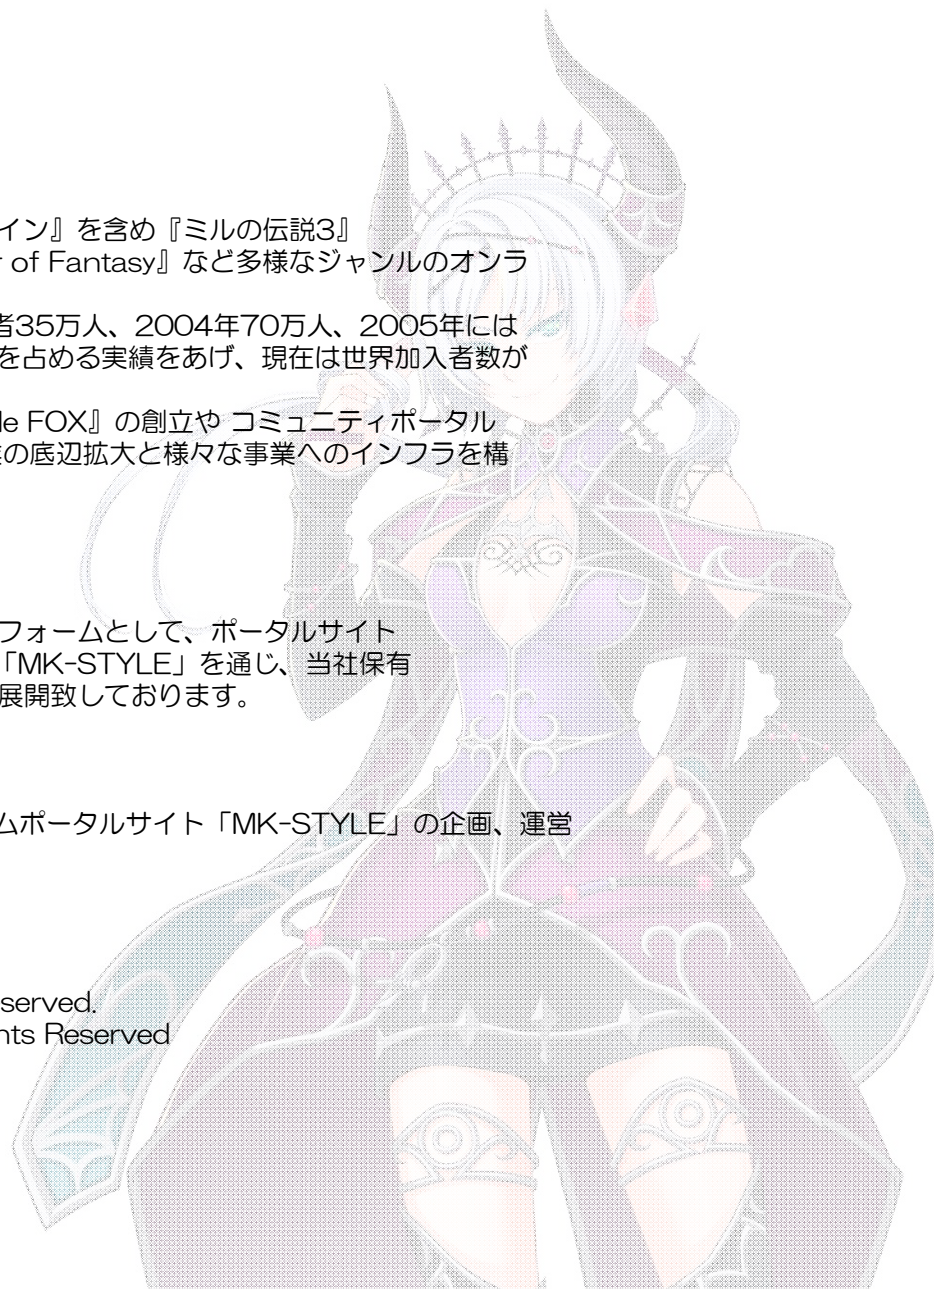 イン』を含め『ミルの伝説3』
of Fantasy』など多様なジャンルのオンラ
者35万人、2004年70万人、2005年には
を占める実績をあげ、現在は世界加入者数が
le FOX』の創立や コミュニティポータル
の底辺拡大と様々な事業へのインフラを構
フォームとして、ポータルサイト
「MK-STYLE」を通じ、当社保有
展開致しております。
ムポータルサイト「MK-STYLE」の企画、運営
served.
nts Reserved